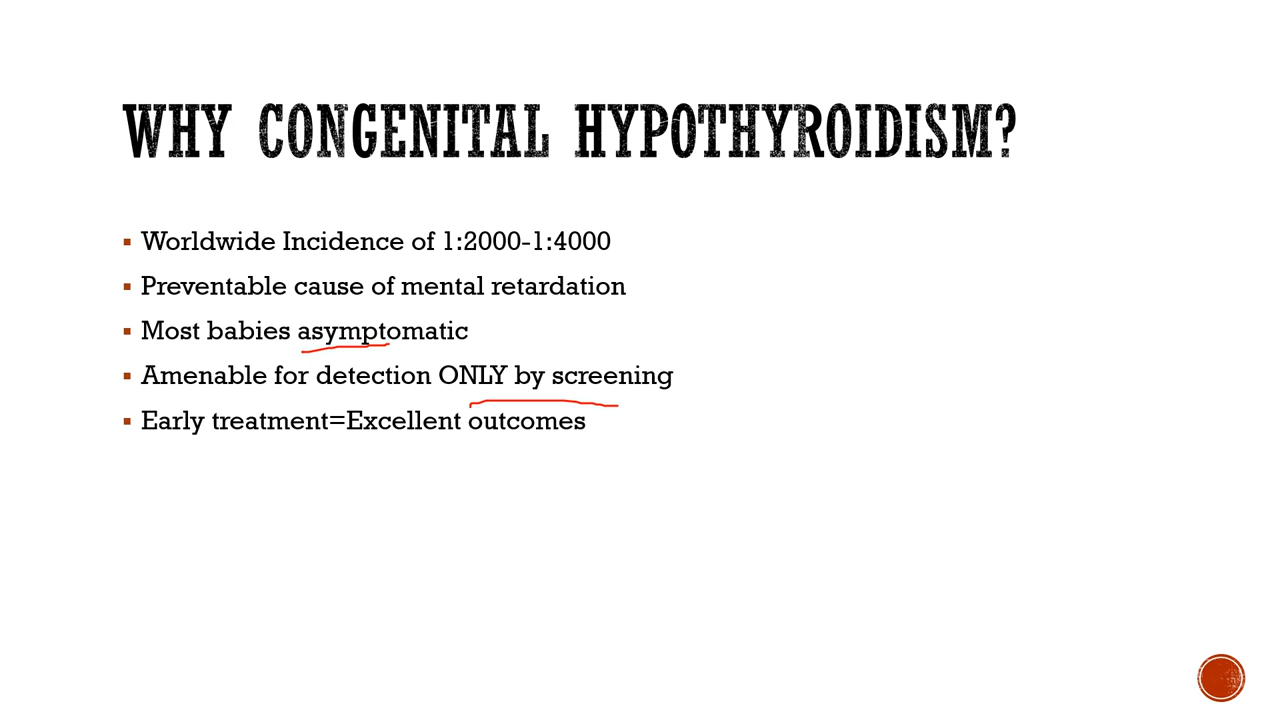 WHY CONGENITAL HYPOTHYROIDISM?
Worldwide Incidence of 1:2000-1:4000
Preventable cause of mental retardation
Most babies asymptomatic
Amenable for detection ONLY by screening
Early treatment=Excellent outcomes